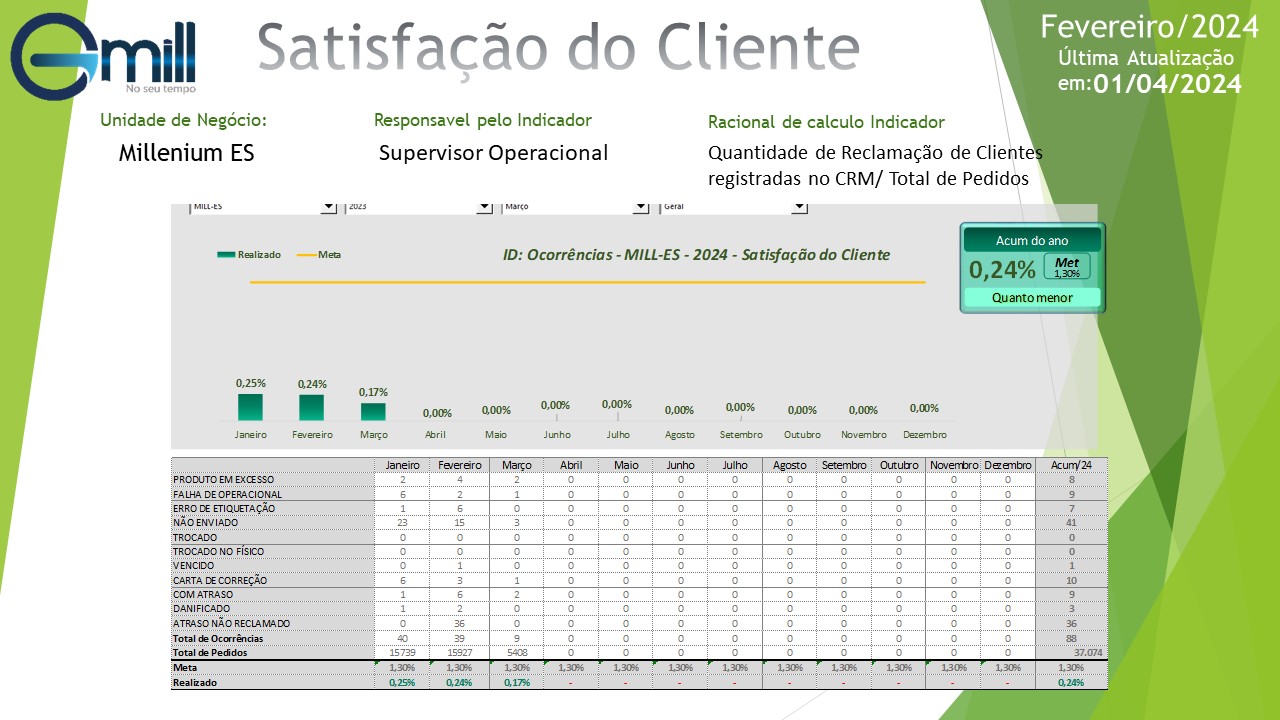 Gmill
No seu tempo
Satisfação do Cliente
Fevereiro/2024
Última Atualização
em:01/04/2024
Unidade de Negócio:
Millenium ES
Responsavel pelo Indicador
Supervisor Operacional
Racional de calculo Indicador
Quantidade de Reclamação de Clientes
registradas no CRM/ Total de Pedidos
MILL-ES 2023 Março Geral
Realizado Meta
ID: Ocorrências - MILL-ES - 2024 - Satisfação do Cliente
Acum do ano
0,24% Met
1,30%
Quanto menor
0,25% 0,24% 0,17% 0,00% 0,00% 0,00% 0,00% 0,00% 0,00% 0,00% 0,00% 0,00%
Janeiro Fevereiro Março Abril Maio Junho Julho Agosto Setembro Outubro Novembro Dezembro
Janeiro Fevereiro Março Abril Maio Junho Julho Agosto Setembro Outubro Novembro Dezembro Acum/24
PRODUTO EM EXCESSO 2 4 2 0 0 0 0 0 0 0 0 0 8
FALHA DE OPERACIONAL 6 2 1 0 0 0 0 0 0 0 0 0 9
ERRO DE ETIQUETAÇÃO 1 6 0 0 0 0 0 0 0 0 0 0 7
NÃO ENVIADO 23 15 3 0 0 0 0 0 0 0 0 0 41
TROCADO 0 0 0 0 0 0 0 0 0 0 0 0 0
TROCADO NO FÍSICO 0 0 0 0 0 0 0 0 0 0 0 0 0
VENCIDO 0 1 0 0 0 0 0 0 0 0 0 0 1
CARTA DE CORREÇÃO 6 3 1 0 0 0 0 0 0 0 0 0 10
COM ATRASO 1 6 2 0 0 0 0 0 0 0 0 0 9
DANIFICADO 1 2 0 0 0 0 0 0 0 0 0 0 3
ATRASO NÃO RECLAMADO 0 36 0 0 0 0 0 0 0 0 0 0 36
Total de Ocorrências 40 39 9 0 0 0 0 0 0 0 0 0 88
Total de Pedidos 15739 15927 5408 0 0 0 0 0 0 0 0 0 37.074
Meta 1,30% 1,30% 1,30% 1,30% 1,30% 1,30% 1,30% 1,30% 1,30% 1,30% 1,30% 1,30% 1,30%
Realizado 0,25% 0,24% 0,17% - - - - - - - - - 0,24%